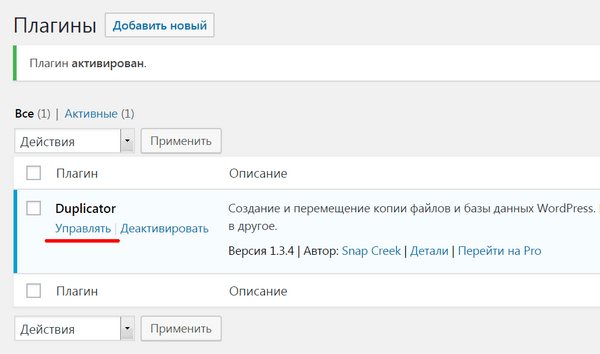 Плагины Добавить новый
Плагин активирован.
Все (1) | Активные (1)
Действия Применить
Плагин Описание
Duplicator Создание и перемещение копии файлов и базы данных WordPress.
Управлять | Деактивировать в другое.
Версия 1.3.4 | Автор: Snap Creek | Детали | Перейти на Pro
Плагин Описание
Действия Применить